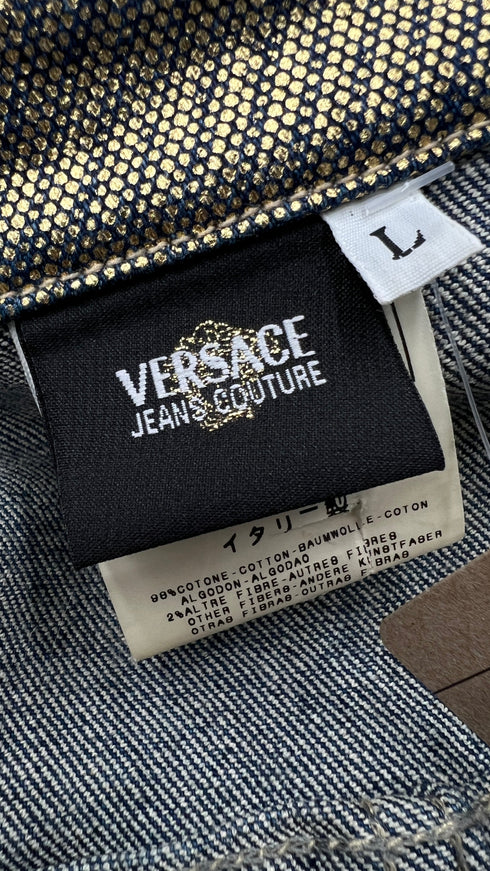 L
VERSACE
JEANS COUTURE
イタリー製
98%COTONE-COTTON-BAUMWOLLE-COTON
ALGODON-ALGODAO
2%ALTRE FIBRE-AUTRES FIBRES
OTHER FIBERS-ANDERE KUNSTFASER
OTRAS FIBRAS-OUTRAS FIBRAS